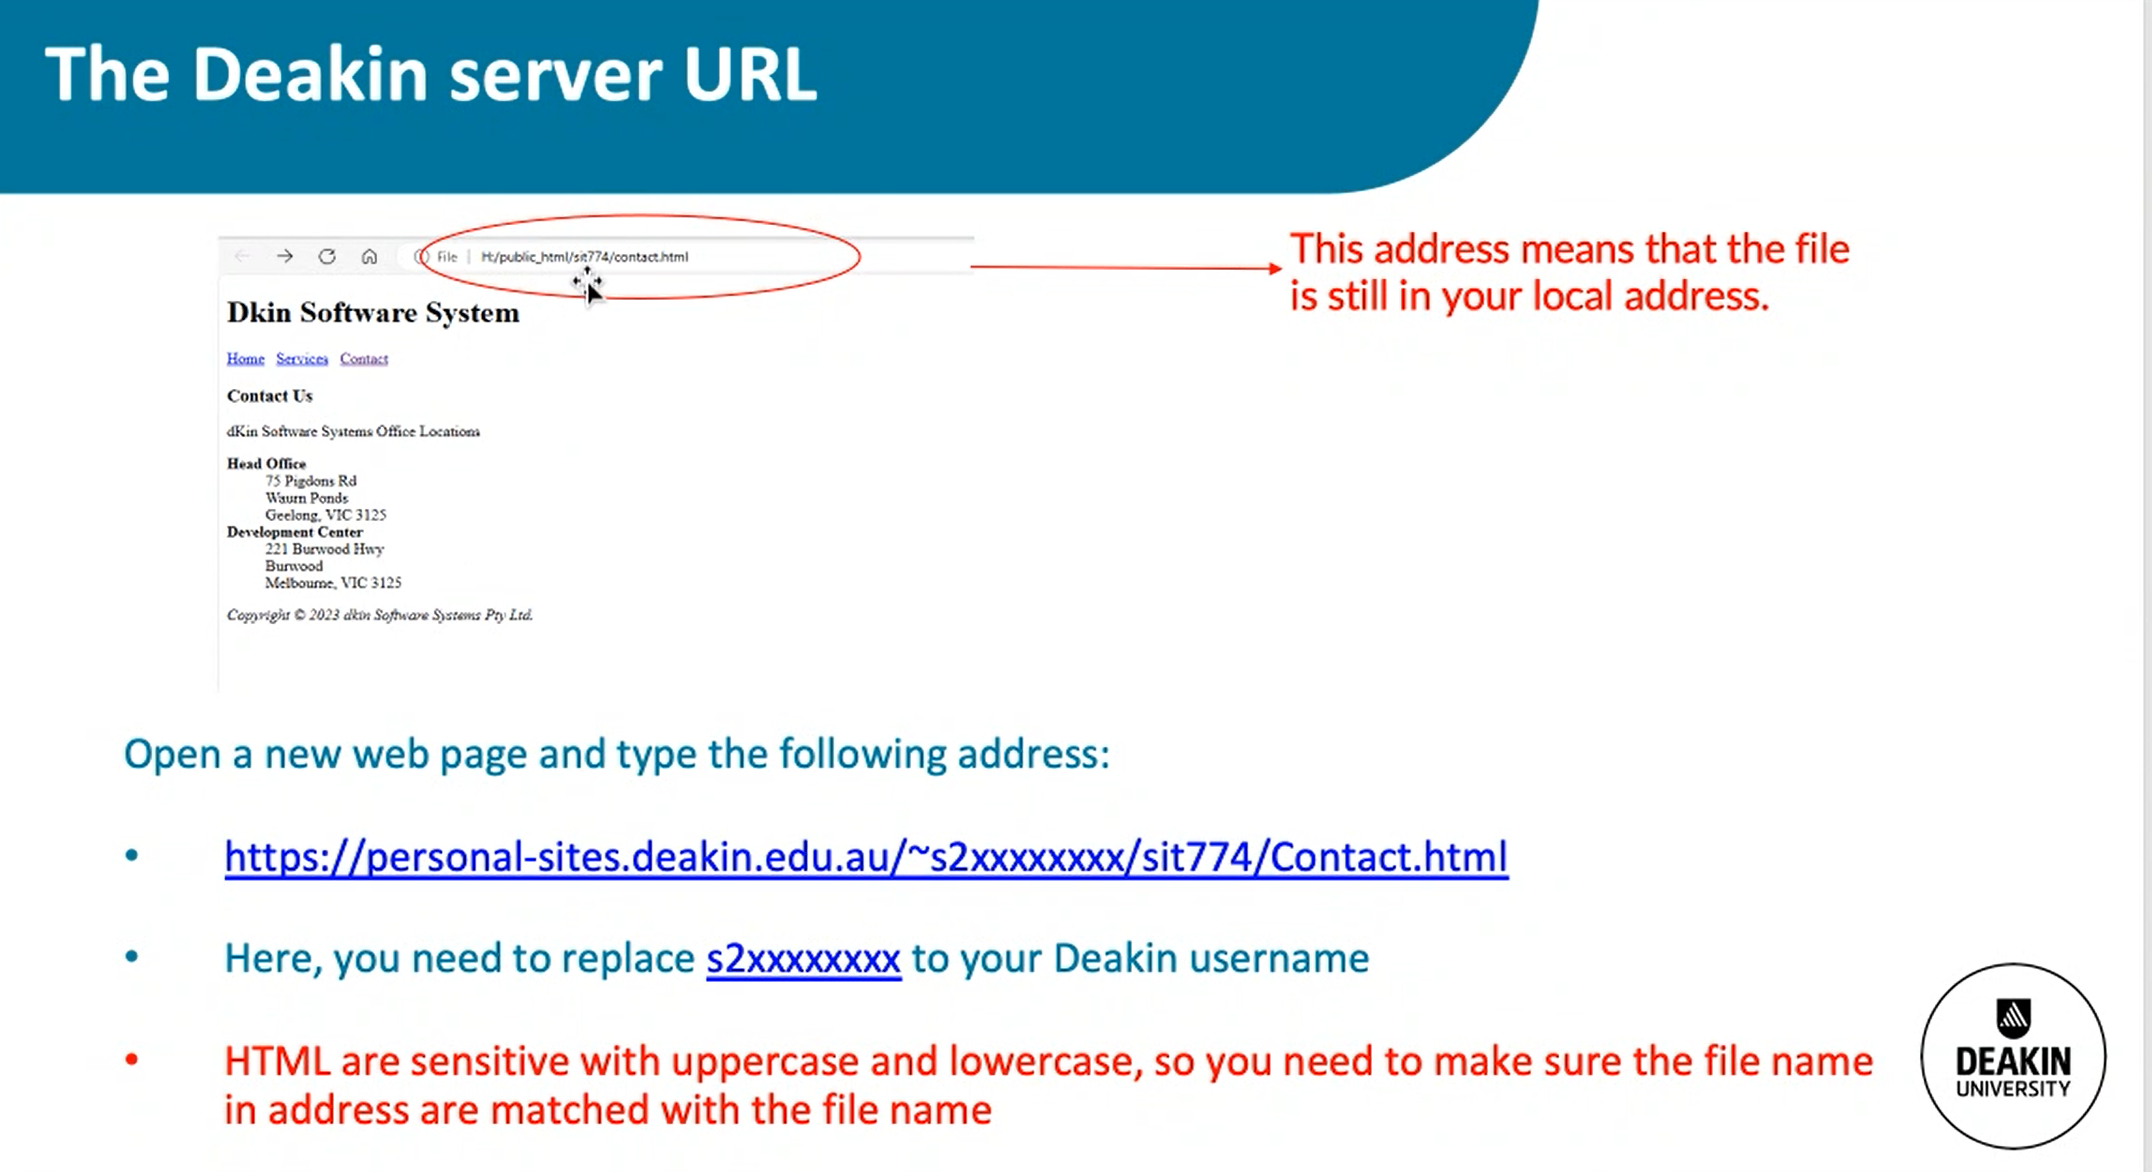 The Deakin server URL
File | H:/public_html/sit774/contact.html
This address means that the file
is still in your local address.
Dkin Software System
Home Services Contact
Contact Us
dKin Software Systems Office Locations
Head Office
75 Pigdons Rd
Waurn Ponds
Geelong, VIC 3125
Development Center
221 Burwood Hwy
Burwood
Melbourne, VIC 3125
Copyright © 2023 dkin Software Systems Pty Ltd.
Open a new web page and type the following address:
• https://personal-sites.deakin.edu.au/~s2xxxxxxxx/sit774/Contact.html
• Here, you need to replace s2xxxxxxxx to your Deakin username
• HTML are sensitive with uppercase and lowercase, so you need to make sure the file name
in address are matched with the file name
DEAKIN
UNIVERSITY